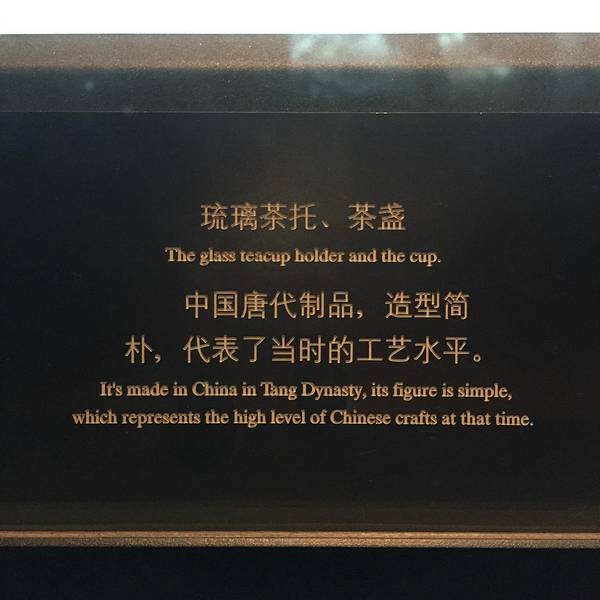 琉璃茶托、茶盏
The glass teacup holder and the cup.
中国唐代制品，造型简
朴，代表了当时的工艺水平。
It's made in China in Tang Dynasty, its figure is simple,
which represents the high level of Chinese crafts at that time.